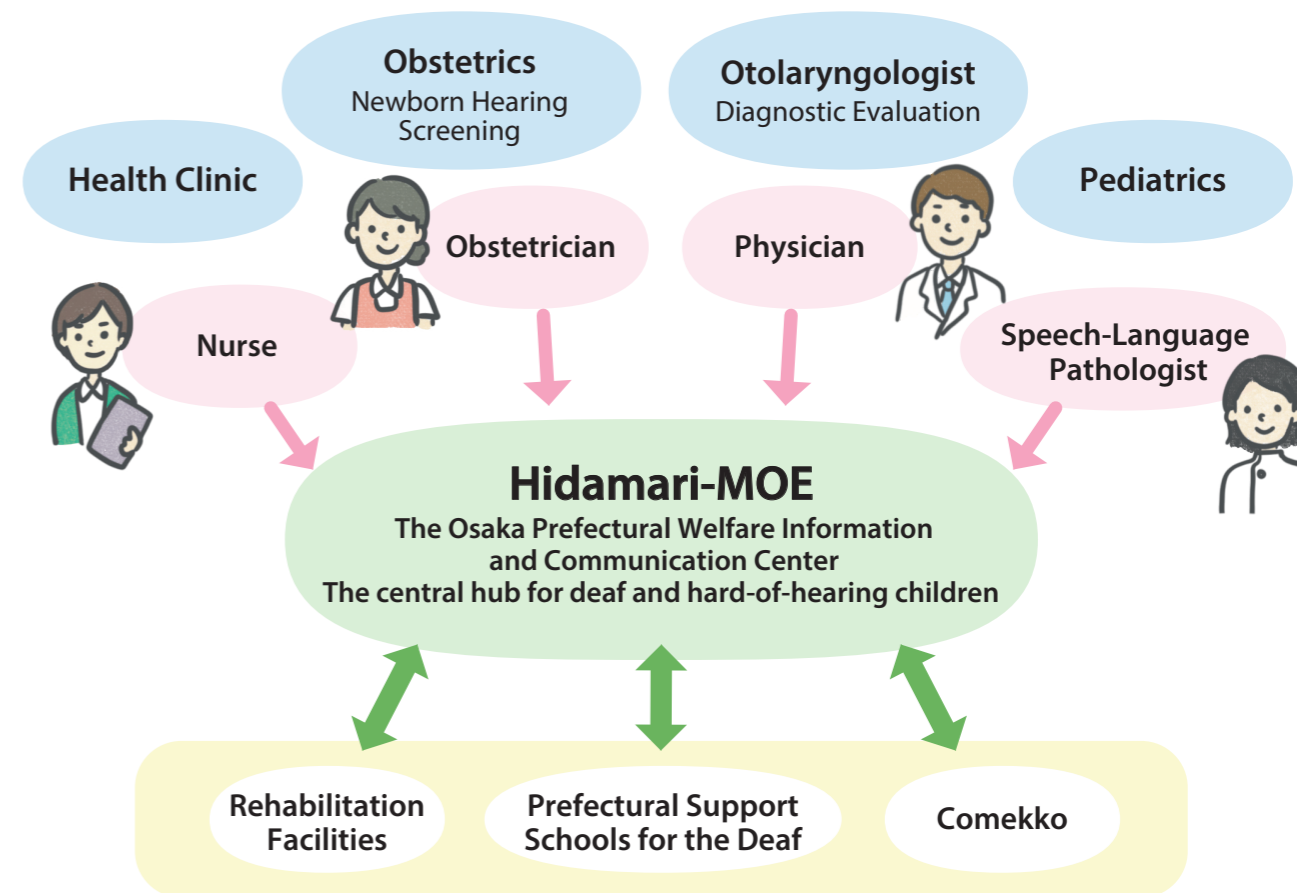 Obstetrics
Newborn Hearing
Screening
Otolaryngologist
Diagnostic Evaluation
Health Clinic
Pediatrics
Obstetrician
Physician
Nurse
Speech-Language
Pathologist
Hidamari-MOE
The Osaka Prefectural Welfare Information
and Communication Center
The central hub for deaf and hard-of-hearing children
Rehabilitation
Facilities
Prefectural Support
Schools for the Deaf
Comekko